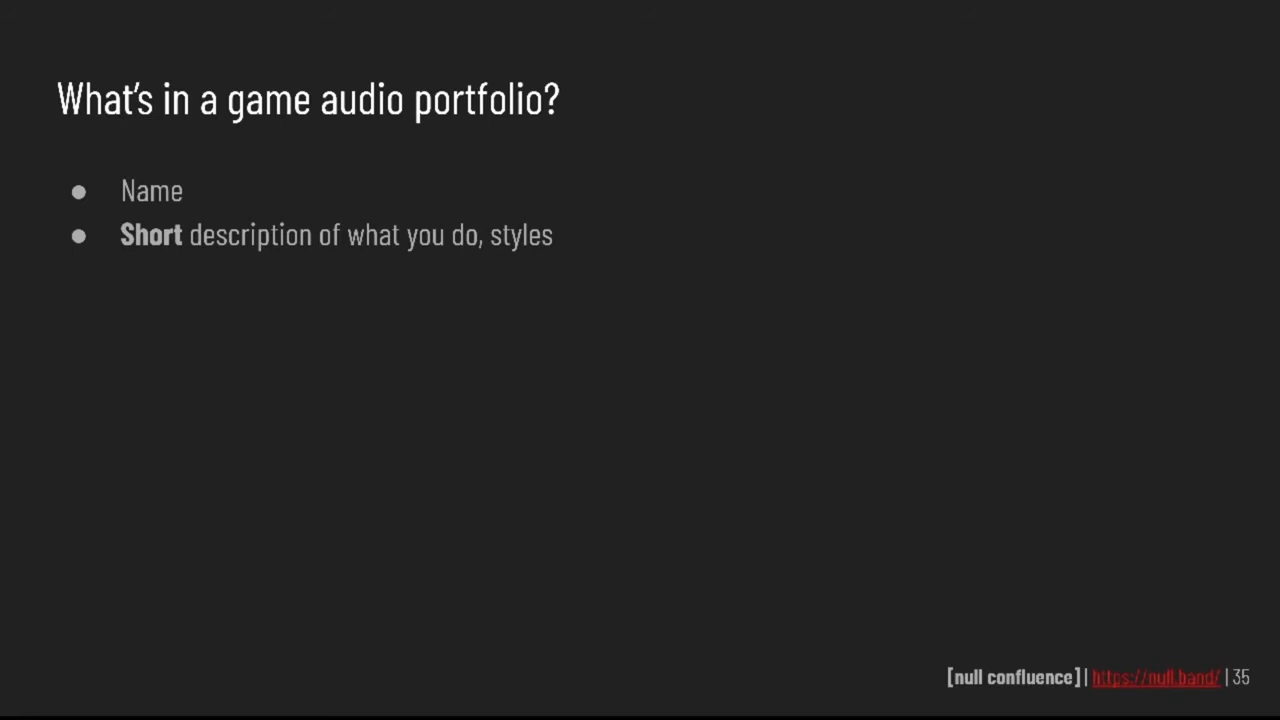 What's in a game audio portfolio?
● Name
● Short description of what you do, styles
[null confluence] | https://null.band/ | 35